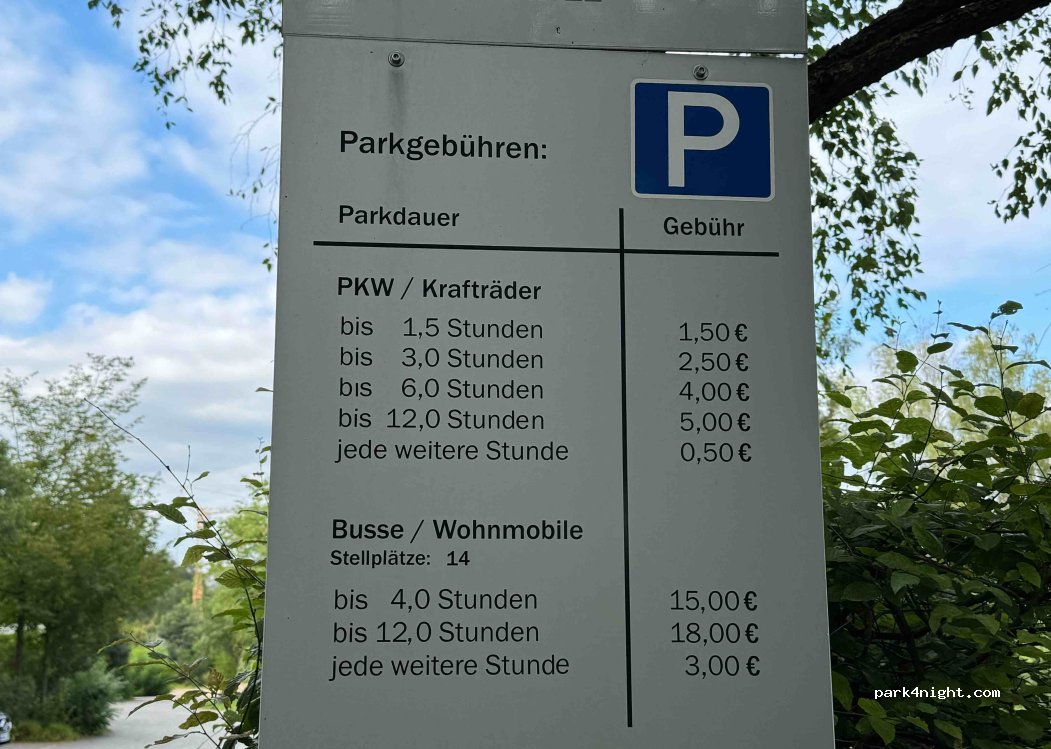 P
Parkgebühren:
Parkdauer Gebühr
PKW / Krafträder
bis 1,5 Stunden 1,50 €
bis 3,0 Stunden 2,50 €
bis 6,0 Stunden 4,00 €
bis 12,0 Stunden 5,00 €
jede weitere Stunde 0,50 €
Busse / Wohnmobile
Stellplätze: 14
bis 4,0 Stunden 15,00 €
bis 12,0 Stunden 18,00 €
jede weitere Stunde 3,00 €
park4night.com